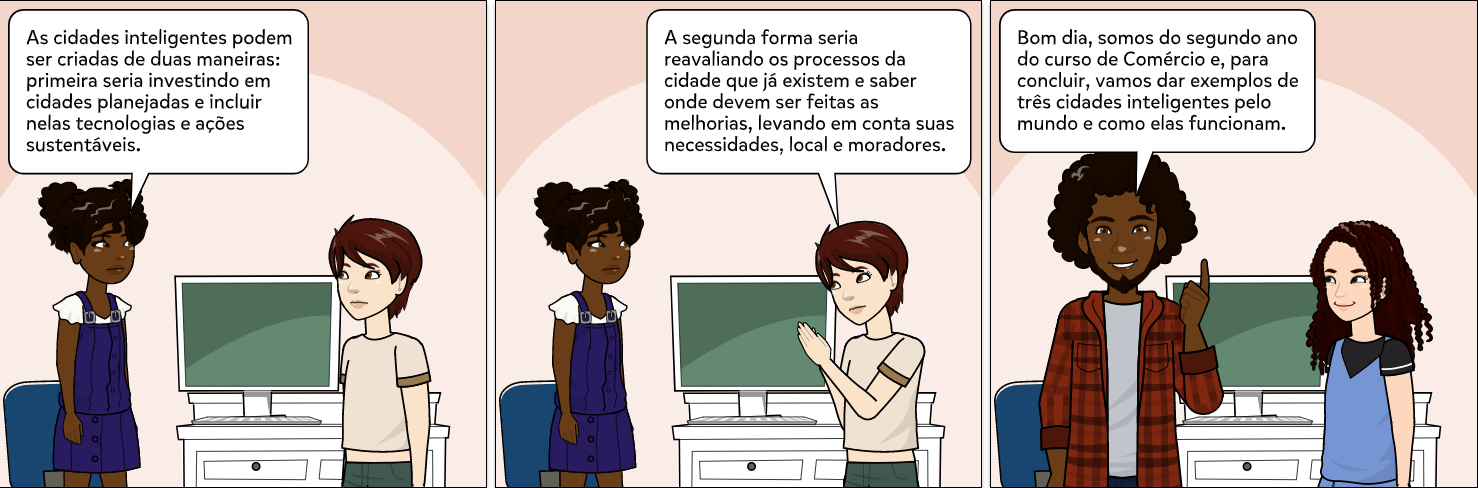 As cidades inteligentes podem
ser criadas de duas maneiras:
primeira seria investindo em
cidades planejadas e incluir
nelas tecnologias e ações
sustentáveis.
A segunda forma seria
reavaliando os processos da
cidade que já existem e saber
onde devem ser feitas as
melhorias, levando em conta suas
necessidades, local e moradores.
Bom dia, somos do segundo ano
do curso de Comércio e, para
concluir, vamos dar exemplos de
três cidades inteligentes pelo
mundo e como elas funcionam.